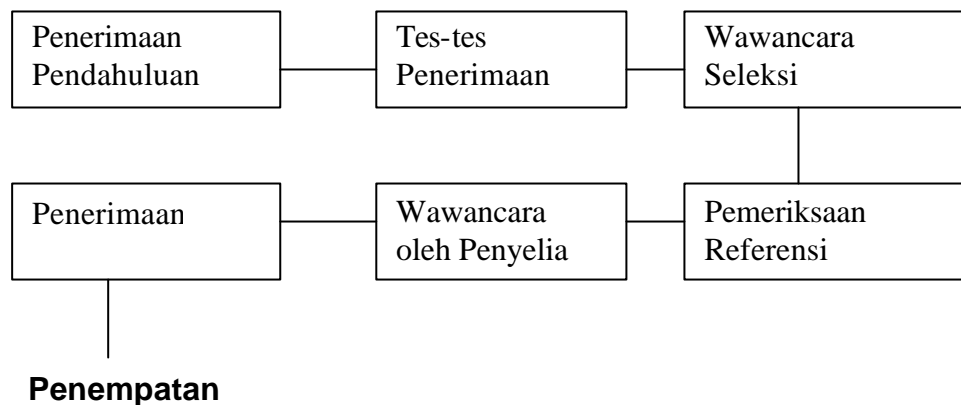 Penerimaan
Pendahuluan
Tes-tes
Penerimaan
Wawancara
Seleksi
Penerimaan
Wawancara
oleh Penyelia
Pemeriksaan
Referensi
Penempatan